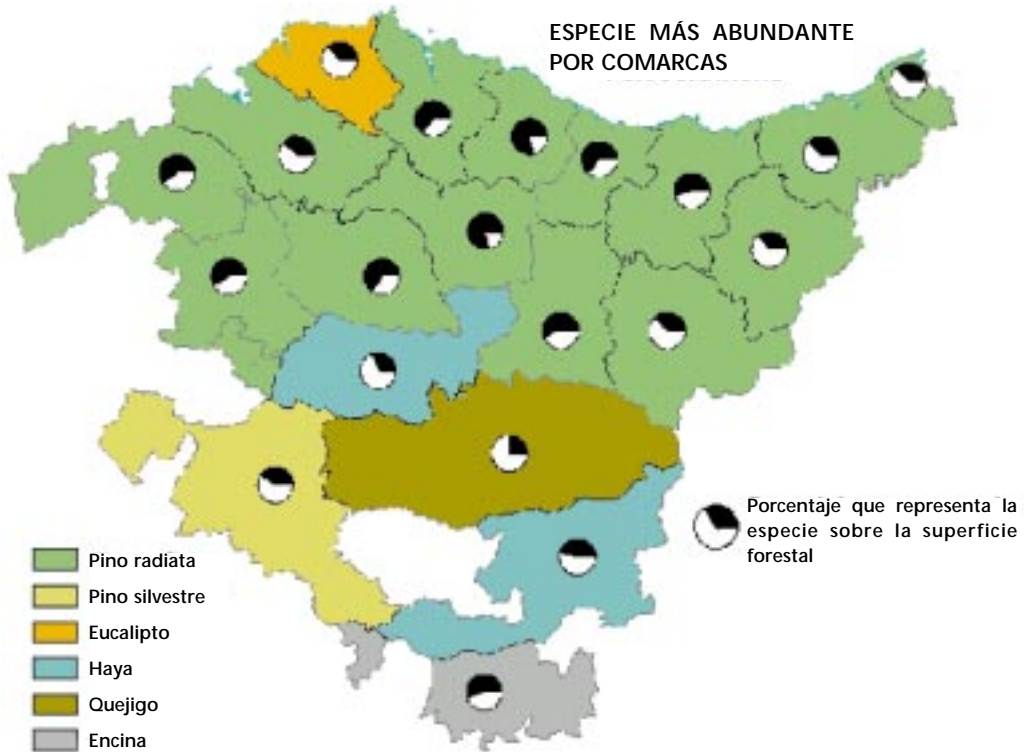 ESPECIE MÁS ABUNDANTE
POR COMARCAS
Porcentaje que representa la
especie sobre la superficie
forestal
Pino radiata
Pino silvestre
Eucalipto
Haya
Quejigo
Encina